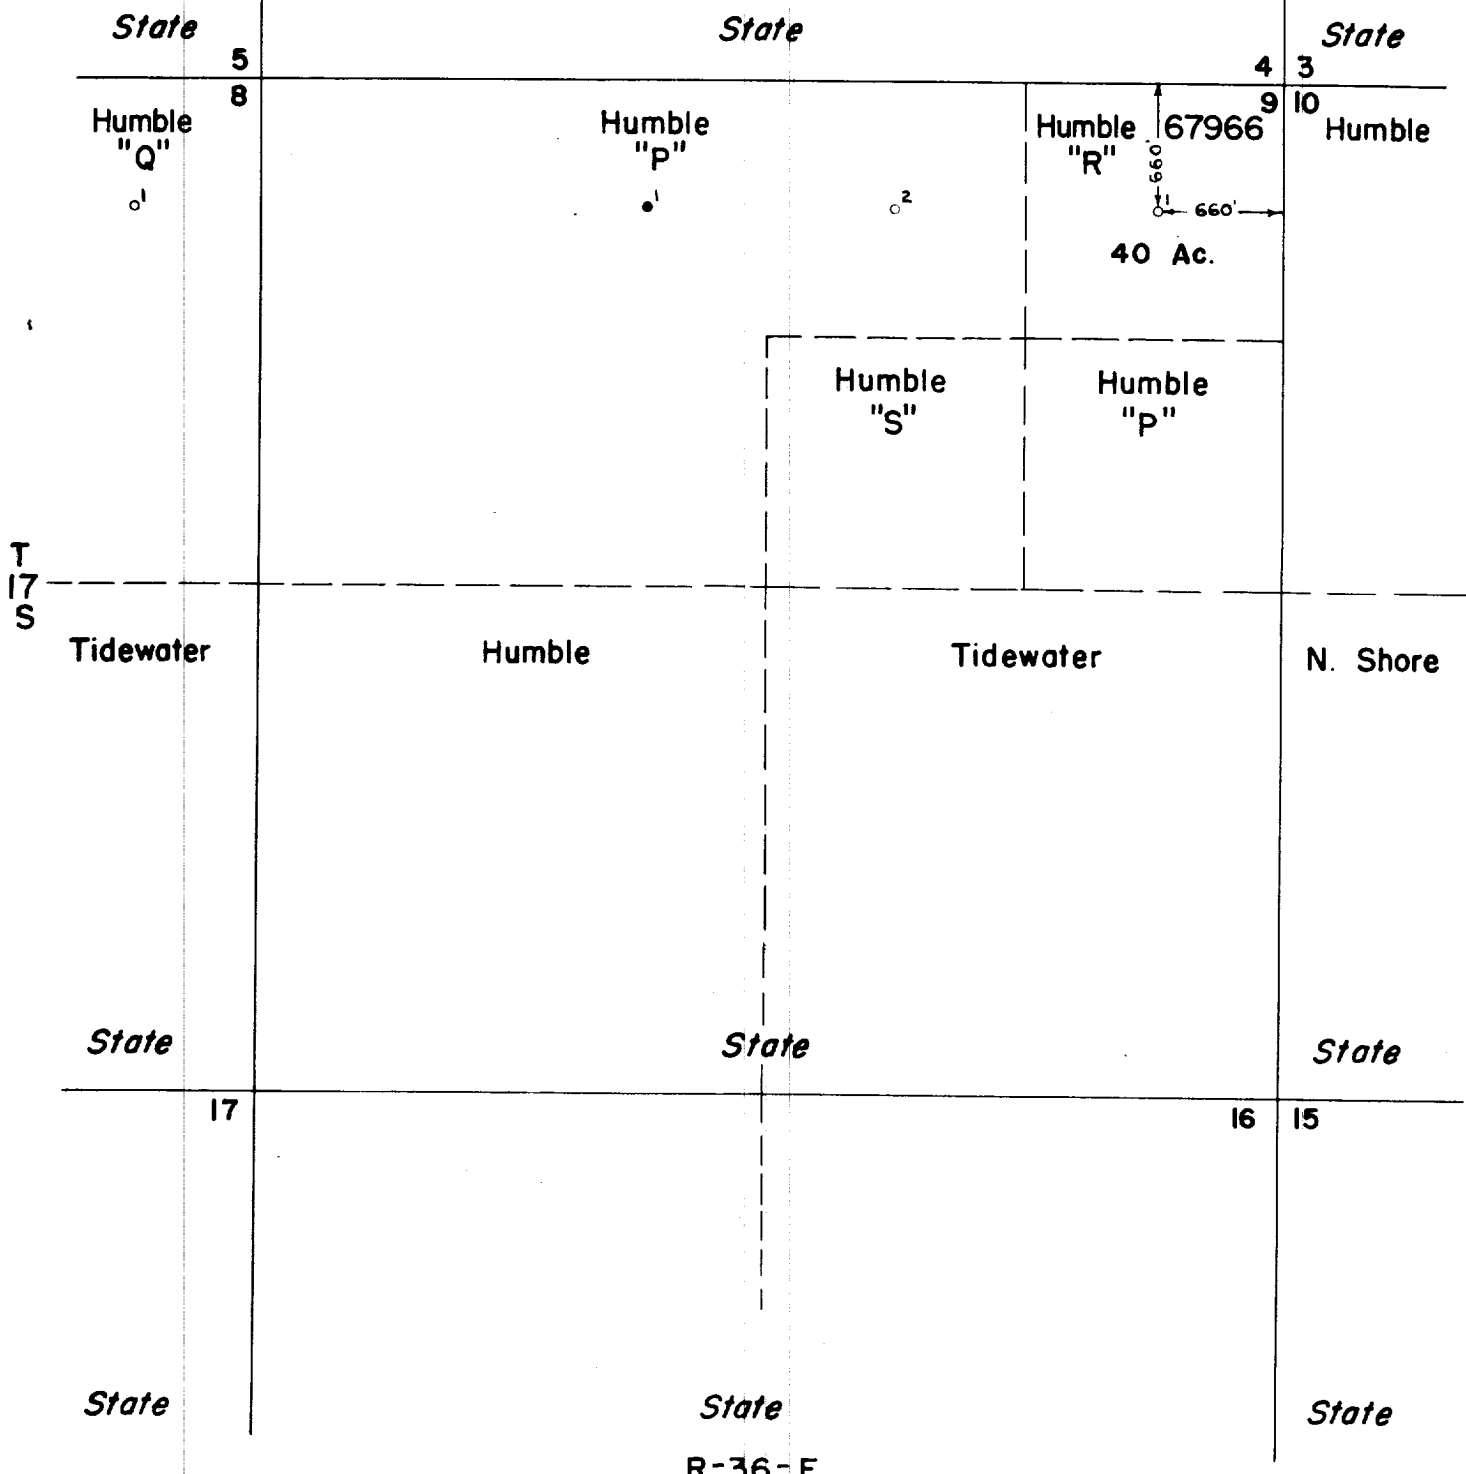 State State State
5 4 3
8 9 10
Humble Humble Humble 67966 Humble
"Q" "P" "R"
660'
1 1 2 1 660'
40 Ac.
Humble Humble
"S" "P"
T
17
S
Tidewater Humble Tidewater N. Shore
State State State
17 16 15
State State State
R-36-E